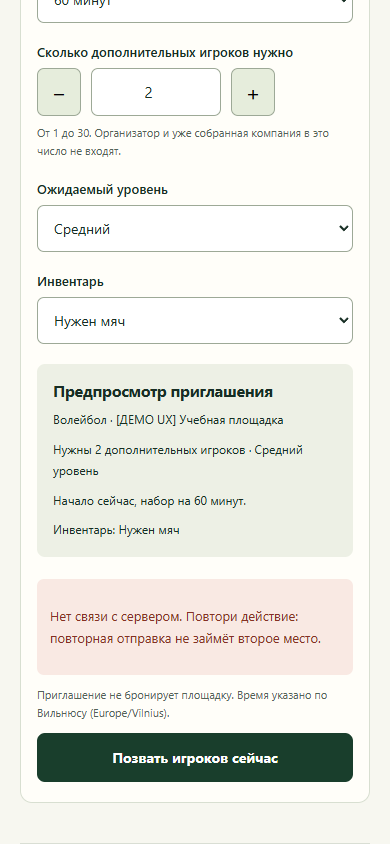 60 минут
Сколько дополнительных игроков нужно
− 2 +
От 1 до 30. Организатор и уже собранная компания в это
число не входят.
Ожидаемый уровень
Средний
Инвентарь
Нужен мяч
Предпросмотр приглашения
Волейбол · [ДЕМО UX] Учебная площадка
Нужны 2 дополнительных игроков · Средний
уровень
Начало сейчас, набор на 60 минут.
Инвентарь: Нужен мяч
Нет связи с сервером. Повтори действие:
повторная отправка не займёт второе место.
Приглашение не бронирует площадку. Время указано по
Вильнюсу (Europe/Vilnius).
Позвать игроков сейчас